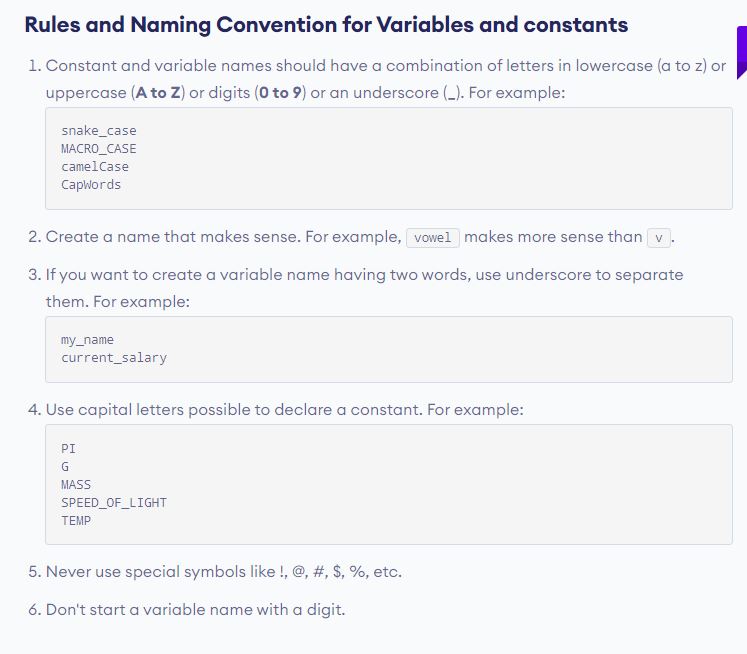 Rules and Naming Convention for Variables and constants
1. Constant and variable names should have a combination of letters in lowercase (a to z) or
uppercase (A to Z) or digits (0 to 9) or an underscore (_). For example:
snake_case
MACRO_CASE
camelCase
CapWords
2. Create a name that makes sense. For example, vowel makes more sense than v .
3. If you want to create a variable name having two words, use underscore to separate
them. For example:
my_name
current_salary
4. Use capital letters possible to declare a constant. For example:
PI
G
MASS
SPEED_OF_LIGHT
TEMP
5. Never use special symbols like !, @, #, $, %, etc.
6. Don't start a variable name with a digit.